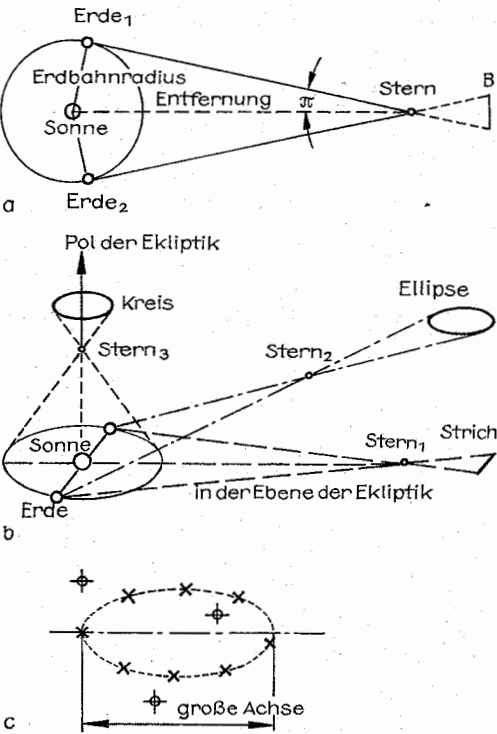 Erde₁
Erdbahnradius
Entfernung
π
Stern
B
Sonne
Erde₂
a
Pol der Ekliptik
Kreis
Ellipse
Stern₃
Stern₂
Sonne
Stern₁
Strich
in der Ebene der Ekliptik
Erde
b
große Achse
c